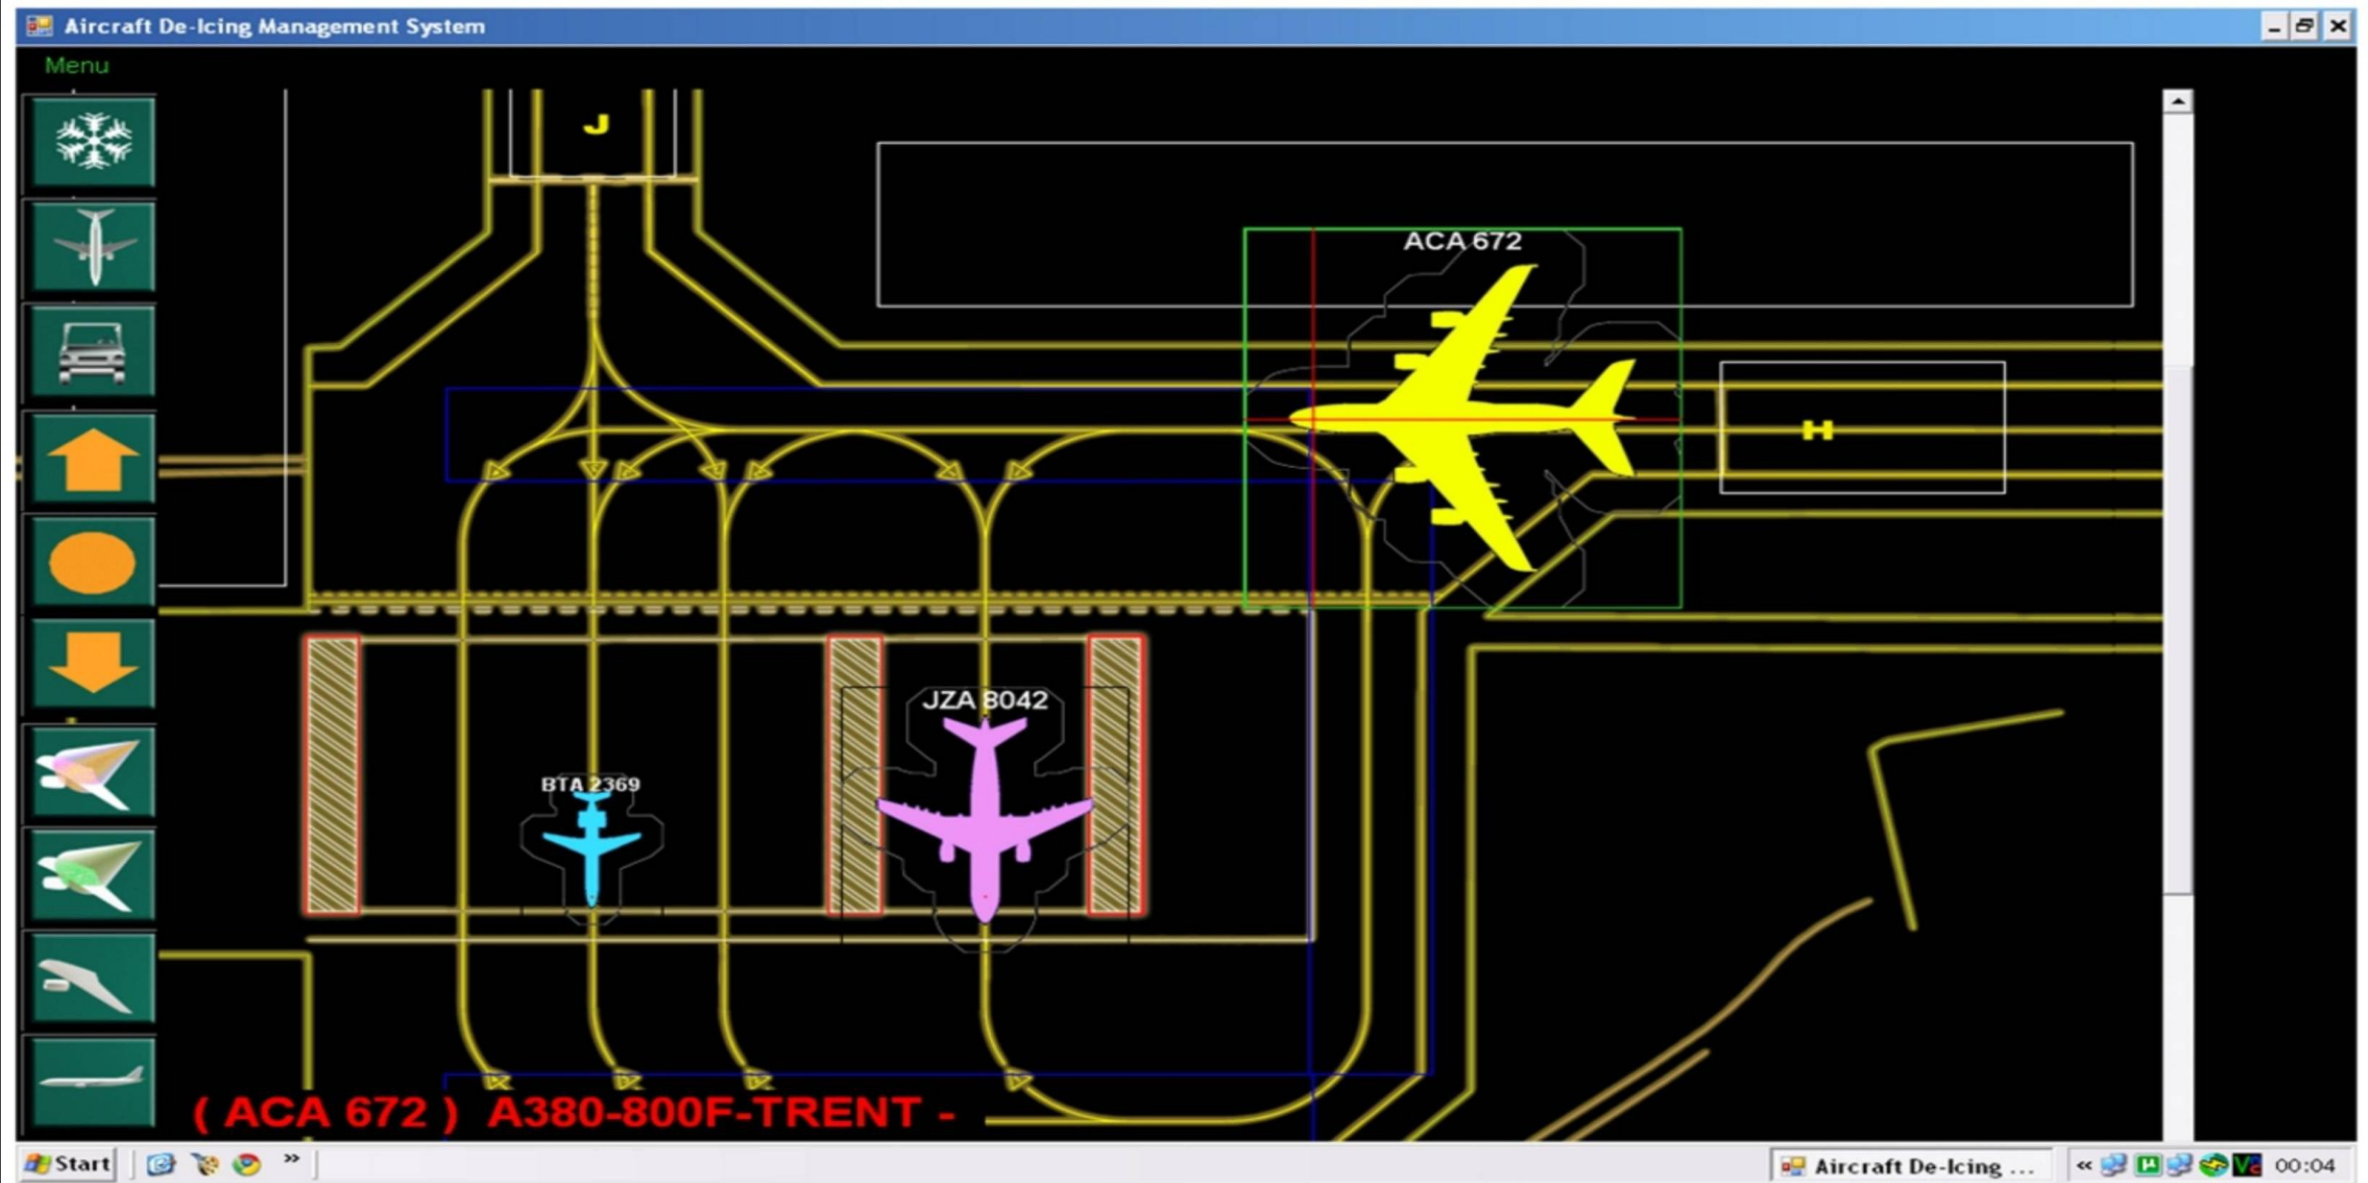 Aircraft De-Icing Management System
Menu
J
ACA 672
H
JZA 8042
BTA 2369
( ACA 672 ) A380-800F-TRENT -
Start
»
Aircraft De-Icing ...
«
00:04